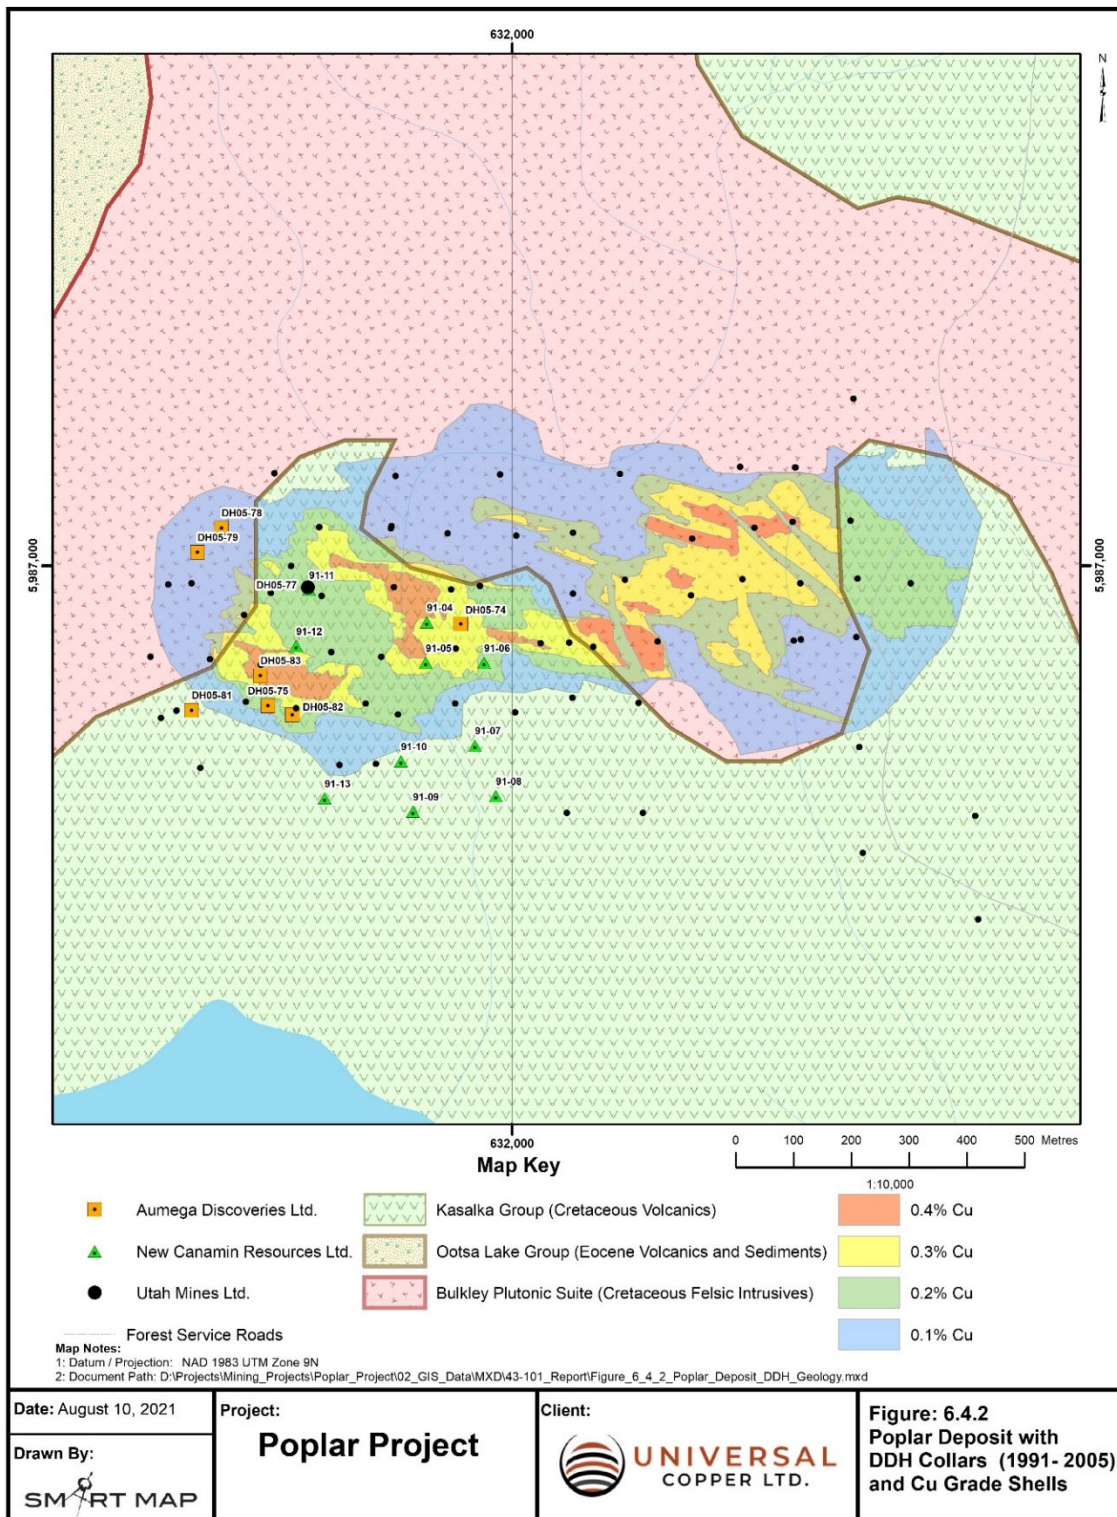 632,000
N
5,987,000
5,987,000
DH05-78
DH05-79
DH05-77
91-11
91-04
DH05-74
91-12
91-05
91-06
DH05-83
DH05-81
DH05-75
DH05-82
91-07
91-10
91-08
91-13
91-09
632,000
Map Key
0 100 200 300 400 500 Metres
1:10,000
Aumega Discoveries Ltd.
Kasalka Group (Cretaceous Volcanics)
0.4% Cu
New Canamin Resources Ltd.
Ootsa Lake Group (Eocene Volcanics and Sediments)
0.3% Cu
Utah Mines Ltd.
Bulkley Plutonic Suite (Cretaceous Felsic Intrusives)
0.2% Cu
Forest Service Roads
0.1% Cu
Map Notes:
1: Datum / Projection: NAD 1983 UTM Zone 9N
2: Document Path: D:\Projects\Mining_Projects\Poplar_Project\02_GIS_Data\MXD\43-101_Report\Figure_6_4_2_Poplar_Deposit_DDH_Geology.mxd
Date: August 10, 2021
Drawn By:
SMART MAP
Project:
Poplar Project
Client:
UNIVERSAL
COPPER LTD.
Figure: 6.4.2
Poplar Deposit with
DDH Collars (1991- 2005)
and Cu Grade Shells